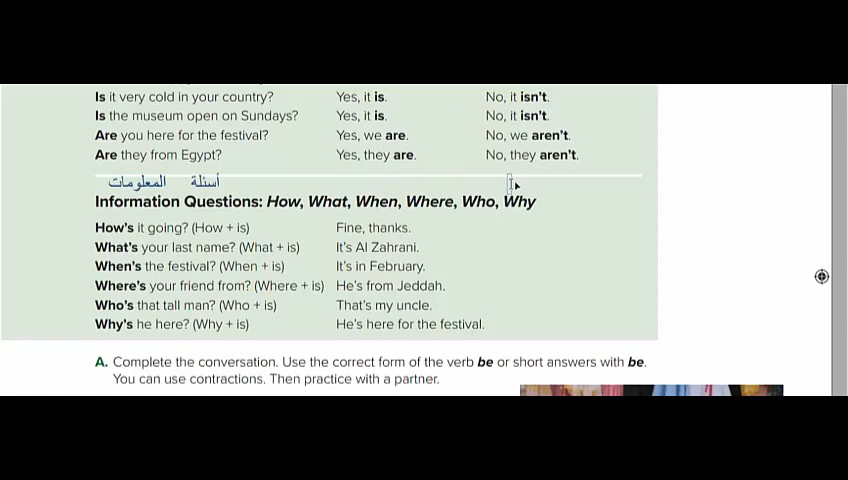 Is it very cold in your country? Yes, it is. No, it isn't.
Is the museum open on Sundays? Yes, it is. No, it isn't.
Are you here for the festival? Yes, we are. No, we aren't.
Are they from Egypt? Yes, they are. No, they aren't.
أسئلة المعلومات
Information Questions: How, What, When, Where, Who, Why
How's it going? (How + is) Fine, thanks.
What's your last name? (What + is) It's Al Zahrani.
When's the festival? (When + is) It's in February.
Where's your friend from? (Where + is) He's from Jeddah.
Who's that tall man? (Who + is) That's my uncle.
Why's he here? (Why + is) He's here for the festival.
A. Complete the conversation. Use the correct form of the verb be or short answers with be.
You can use contractions. Then practice with a partner.